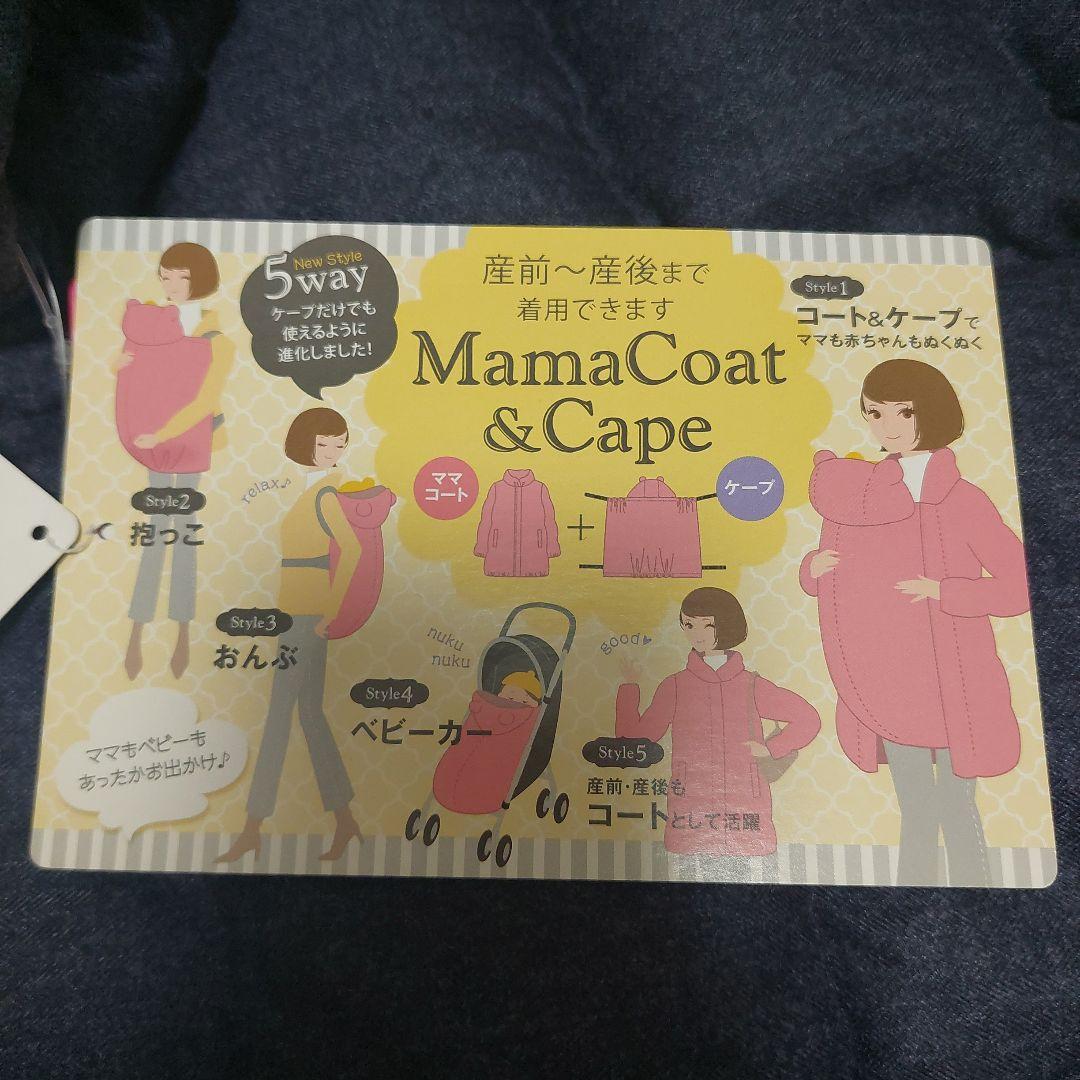 New Style
5way
ケープだけでも
使えるように
進化しました!
産前〜産後まで
着用できます
MamaCoat
&Cape
ママ
コート
+
ケープ
Style1
コート&ケープで
ママも赤ちゃんもぬくぬく
Style2
抱っこ
relax♪
Style3
おんぶ
nuku
nuku
Style4
ベビーカー
good♥
Style5
産前・産後も
コートとして活躍
ママもベビーも
あったかお出かけ♪